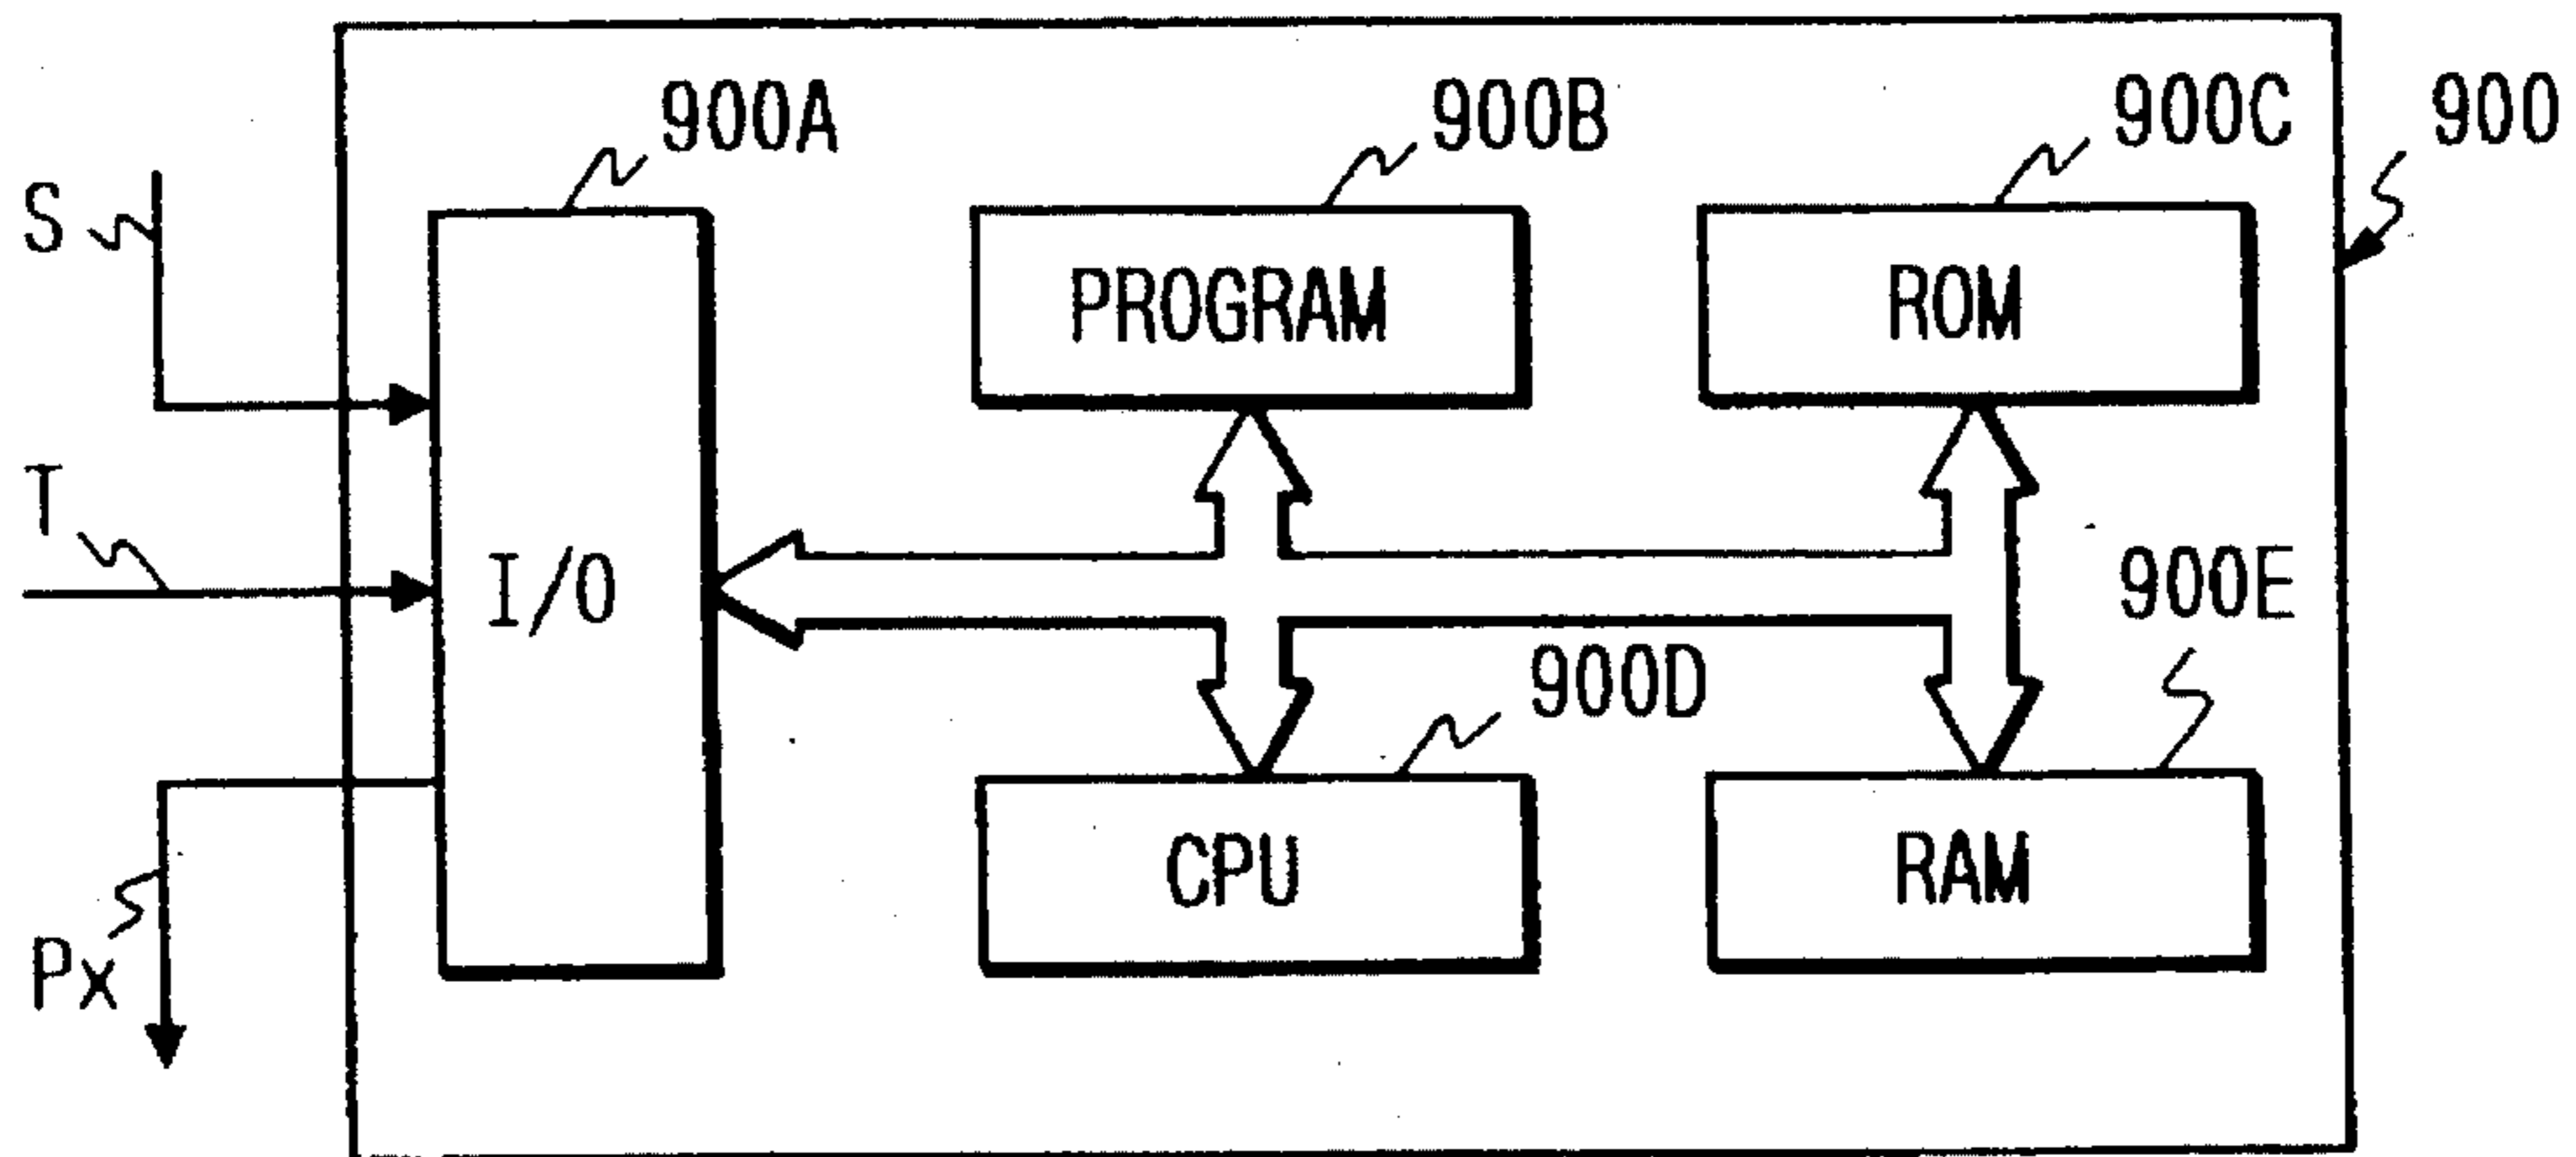 900A
900B
900C
900
S
PROGRAM
ROM
T
I/O
900E
900D
Px
CPU
RAM